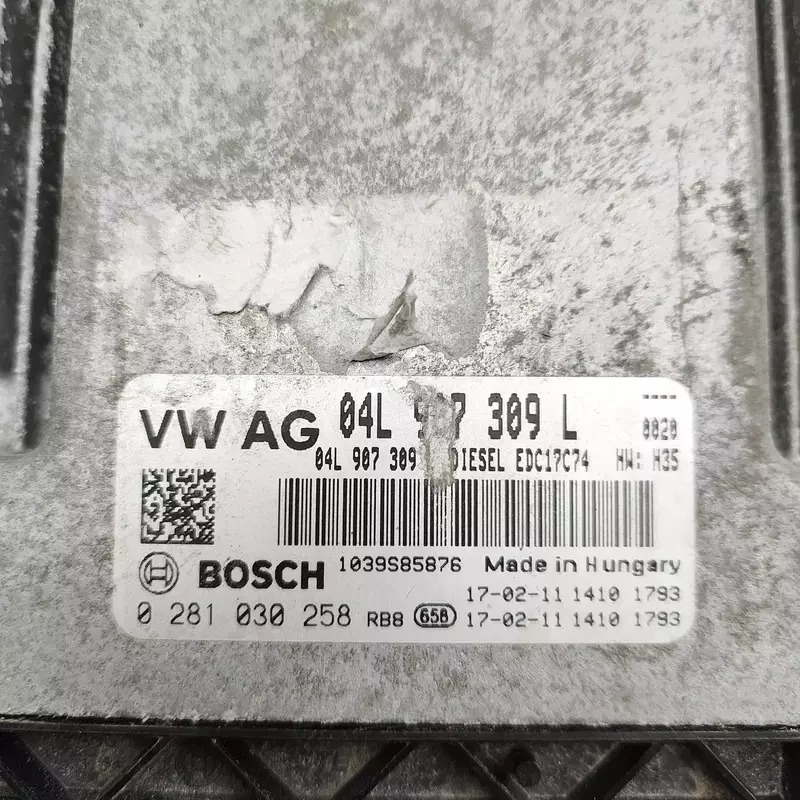 VW AG 04L 907 309 L ----
0020
04L 907 309 DIESEL EDC17C74 HW: H35
BOSCH 1039S85876 Made in Hungary
17-02-11 1410 1793
0 281 030 258 RB8 658 17-02-11 1410 1793